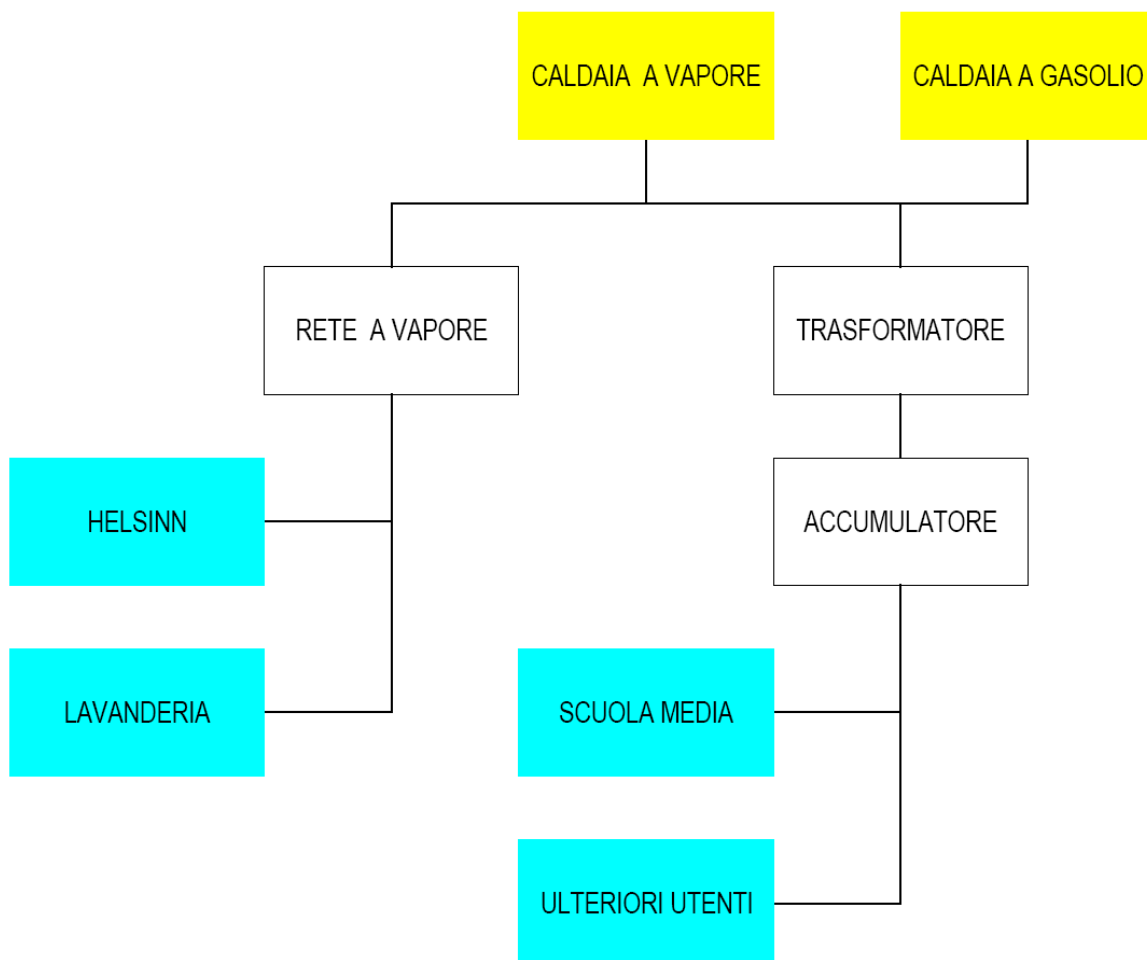 CALDAIA A VAPORE
CALDAIA A GASOLIO
RETE A VAPORE
TRASFORMATORE
HELSINN
ACCUMULATORE
LAVANDERIA
SCUOLA MEDIA
ULTERIORI UTENTI